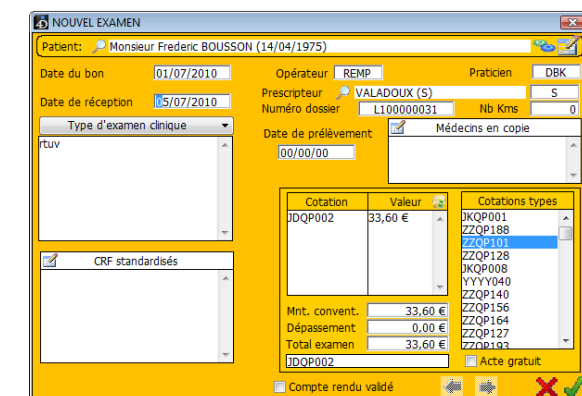 NOUVEL EXAMEN
Patient: Monsieur Frederic BOUSSON (14/04/1975)
Date du bon 01/07/2010 Opérateur REMP Praticien DBK
Prescripteur VALADOUX (S) S
Date de réception 05/07/2010 Numéro dossier L100000031 Nb Kms 0
Type d'examen clinique Date de prélèvement Médecins en copie
rtuv
00/00/00
Cotation Valeur Cotations types
JDQP002 33,60 €
JKQP001
ZZQP188
ZZQP101
ZZQP128
JKQP008
YYYY040
ZZQP140
ZZQP156
ZZQP164
ZZQP127
ZZQP193
CRF standardisés
Mnt. convent. 33,60 €
Dépassement 0,00 €
Total examen 33,60 €
JDQP002 Acte gratuit
Compte rendu validé